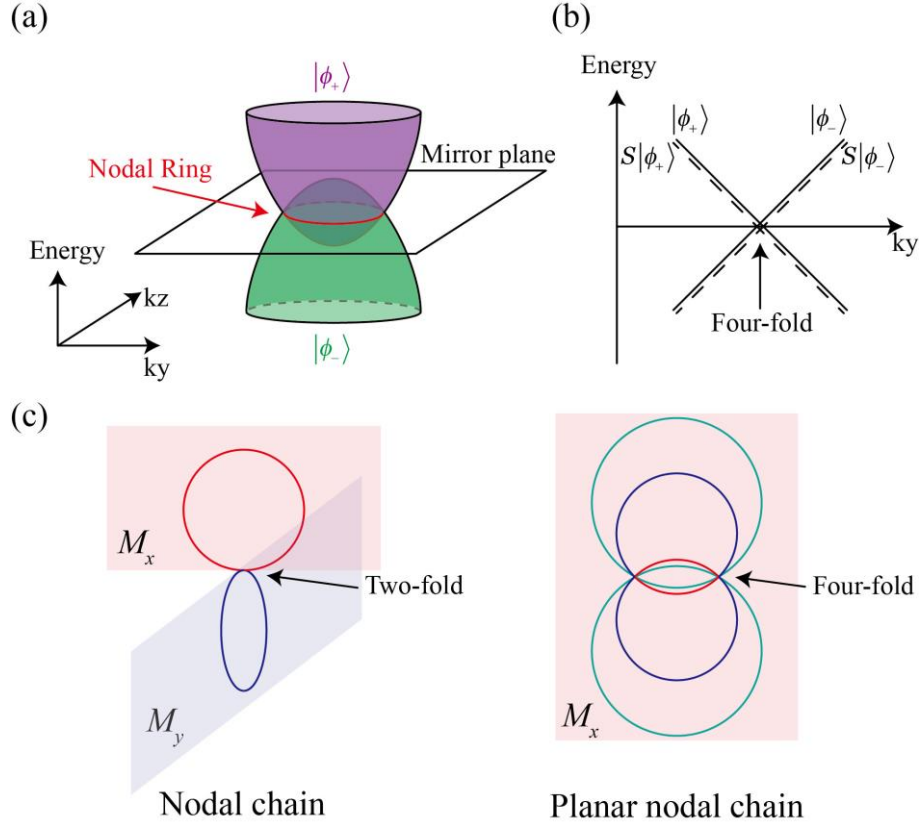 (a)
|ϕ₊⟩
Nodal Ring
Mirror plane
Energy
kz
ky
|ϕ₋⟩
(b)
Energy
|ϕ₊⟩
|ϕ₋⟩
S|ϕ₊⟩
S|ϕ₋⟩
ky
Four-fold
(c)
Mₓ
Two-fold
M_y
Nodal chain
Four-fold
Mₓ
Planar nodal chain